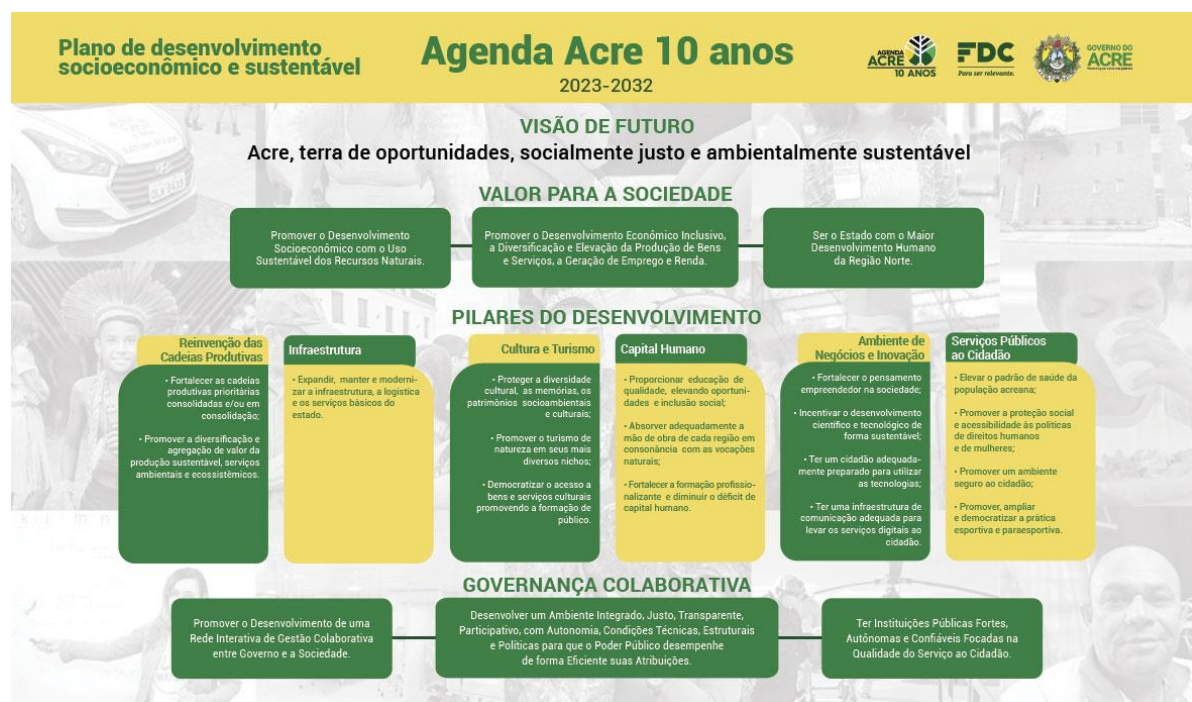 Plano de desenvolvimento
socioeconômico e sustentável
Agenda Acre 10 anos
2023-2032
AGENDA
ACRE
10 ANOS
FDC
Para ser relevante.
GOVERNO DO
ACRE
VISÃO DE FUTURO
Acre, terra de oportunidades, socialmente justo e ambientalmente sustentável
VALOR PARA A SOCIEDADE
Promover o Desenvolvimento
Socioeconômico com o Uso
Sustentável dos Recursos Naturais.
Promover o Desenvolvimento Econômico Inclusivo,
a Diversificação e Elevação da Produção de Bens
e Serviços, a Geração de Emprego e Renda.
Ser o Estado com o Maior
Desenvolvimento Humano
da Região Norte.
PILARES DO DESENVOLVIMENTO
Reinvenção das
Cadeias Produtivas
• Fortalecer as cadeias
produtivas prioritárias
consolidadas e/ou em
consolidação;
• Promover a diversificação e
agregação de valor da
produção sustentável, serviços
ambientais e ecossistêmicos.
Infraestrutura
• Expandir, manter e moderni-
zar a infraestrutura, a logística
e os serviços básicos do
estado.
Cultura e Turismo
• Proteger a diversidade
cultural, as memórias, os
patrimônios socioambientais
e culturais;
• Promover o turismo de
natureza em seus mais
diversos nichos;
• Democratizar o acesso a
bens e serviços culturais
promovendo a formação de
público.
Capital Humano
• Proporcionar educação de
qualidade, elevando oportuni-
dades e inclusão social;
• Absorver adequadamente a
mão de obra de cada região em
consonância com as vocações
naturais;
• Fortalecer a formação profissio-
nalizante e diminuir o déficit de
capital humano.
Ambiente de
Negócios e Inovação
• Fortalecer o pensamento
empreendedor na sociedade;
• Incentivar o desenvolvimento
científico e tecnológico de
forma sustentável;
• Ter um cidadão adequada-
mente preparado para utilizar
as tecnologias;
• Ter uma infraestrutura de
comunicação adequada para
levar os serviços digitais ao
cidadão.
Serviços Públicos
ao Cidadão
• Elevar o padrão de saúde da
população acreana;
• Promover a proteção social
e acessibilidade às políticas
de direitos humanos
e de mulheres;
• Promover um ambiente
seguro ao cidadão;
• Promover, ampliar
e democratizar a prática
esportiva e paraesportiva.
GOVERNANÇA COLABORATIVA
Promover o Desenvolvimento de uma
Rede Interativa de Gestão Colaborativa
entre Governo e a Sociedade.
Desenvolver um Ambiente Integrado, Justo, Transparente,
Participativo, com Autonomia, Condições Técnicas, Estruturais
e Políticas para que o Poder Público desempenhe
de forma Eficiente suas Atribuições.
Ter Instituições Públicas Fortes,
Autônomas e Confiáveis Focadas na
Qualidade do Serviço ao Cidadão.